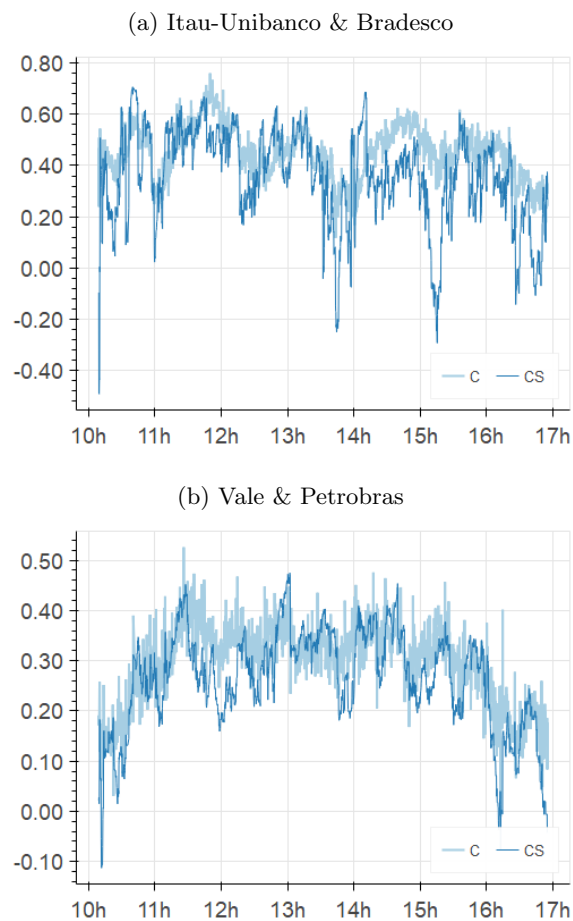 (a) Itau-Unibanco & Bradesco
0.80
0.60
0.40
0.20
0.00
-0.20
-0.40
C CS
10h 11h 12h 13h 14h 15h 16h 17h
(b) Vale & Petrobras
0.50
0.40
0.30
0.20
0.10
0.00
-0.10
C CS
10h 11h 12h 13h 14h 15h 16h 17h